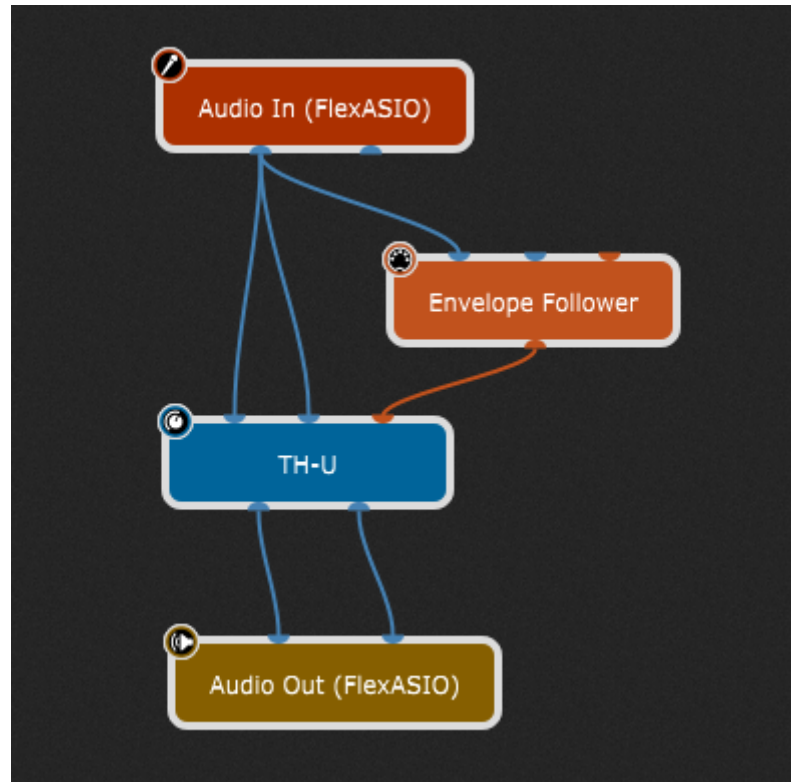 Audio In (FlexASIO)
Envelope Follower
TH-U
Audio Out (FlexASIO)